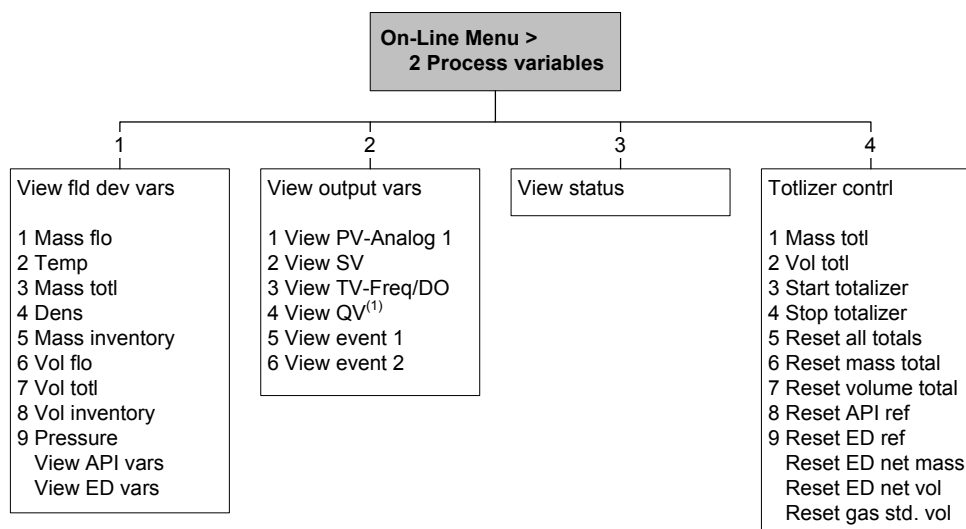 On-Line Menu >
2 Process variables
1
2
3
4
View fld dev vars
1 Mass flo
2 Temp
3 Mass totl
4 Dens
5 Mass inventory
6 Vol flo
7 Vol totl
8 Vol inventory
9 Pressure
View API vars
View ED vars
View output vars
1 View PV-Analog 1
2 View SV
3 View TV-Freq/DO
4 View QV(1)
5 View event 1
6 View event 2
View status
Totlizer contrl
1 Mass totl
2 Vol totl
3 Start totalizer
4 Stop totalizer
5 Reset all totals
6 Reset mass total
7 Reset volume total
8 Reset API ref
9 Reset ED ref
Reset ED net mass
Reset ED net vol
Reset gas std. vol